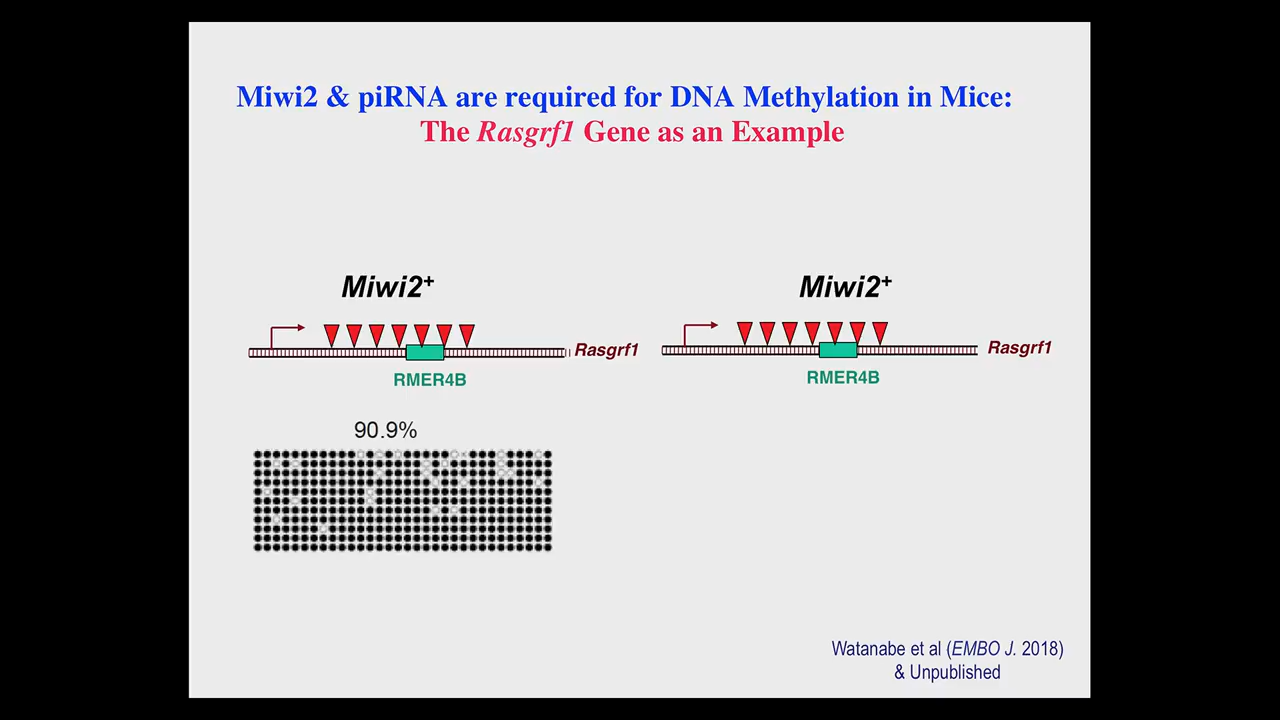 Miwi2 & piRNA are required for DNA Methylation in Mice:
The Rasgrf1 Gene as an Example
Miwi2+
Rasgrf1
RMER4B
90.9%
Miwi2+
Rasgrf1
RMER4B
Watanabe et al (EMBO J. 2018)
& Unpublished